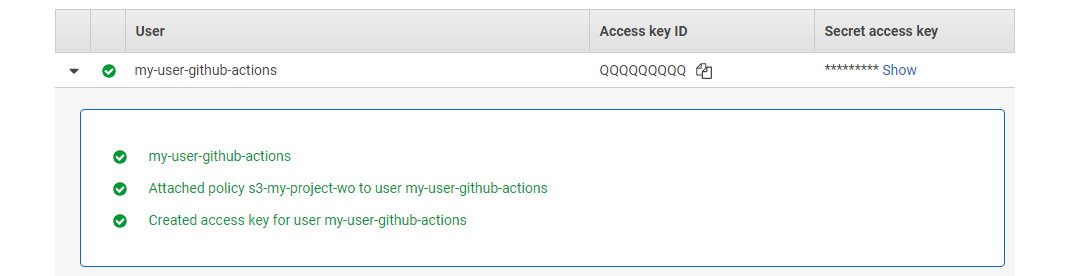 User Access key ID Secret access key
my-user-github-actions QQQQQQQQQ ********* Show
my-user-github-actions
Attached policy s3-my-project-wo to user my-user-github-actions
Created access key for user my-user-github-actions